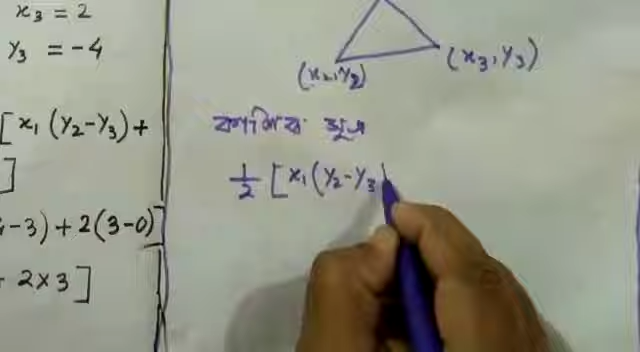 x₃ = 2
y₃ = -4
[x₁(y₂-y₃)+
]
-3)+2(3-0)]
+ 2×3]
(x₂,y₂)
(x₃,y₃)
সূত্র
½ [x₁(y₂-y₃)